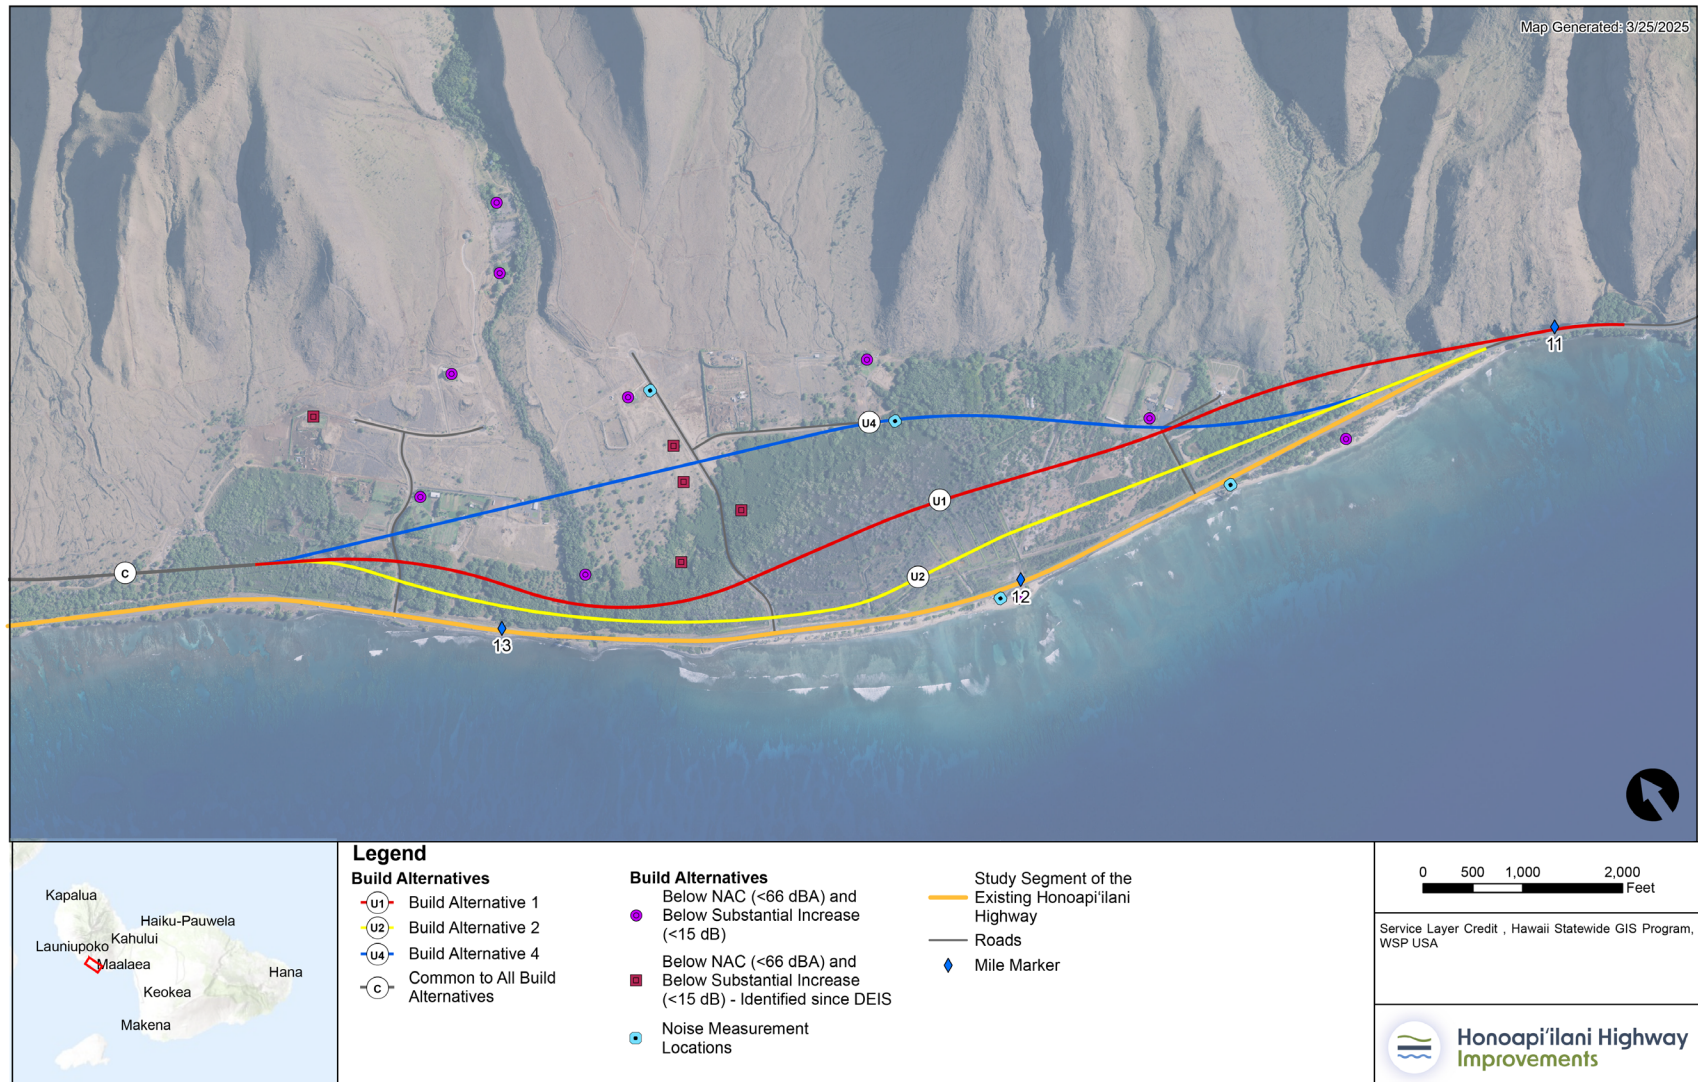 Map Generated: 3/25/2025
11
U4
U1
C
U2
12
13
Kapalua
Haiku-Pauwela
Kahului
Launiupoko
Maalaea
Hana
Keokea
Makena
Legend
Build Alternatives
U1 Build Alternative 1
U2 Build Alternative 2
U4 Build Alternative 4
C Common to All Build
Alternatives
Build Alternatives
Below NAC (<66 dBA) and
Below Substantial Increase
(<15 dB)
Below NAC (<66 dBA) and
Below Substantial Increase
(<15 dB) - Identified since DEIS
Noise Measurement
Locations
Study Segment of the
Existing Honoapiʻilani
Highway
Roads
Mile Marker
0 500 1,000 2,000
Feet
Service Layer Credit , Hawaii Statewide GIS Program,
WSP USA
Honoapiʻilani Highway
Improvements